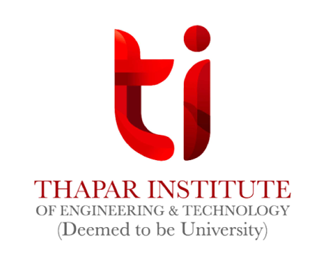 ti
THAPAR INSTITUTE
OF ENGINEERING & TECHNOLOGY
(Deemed to be University)